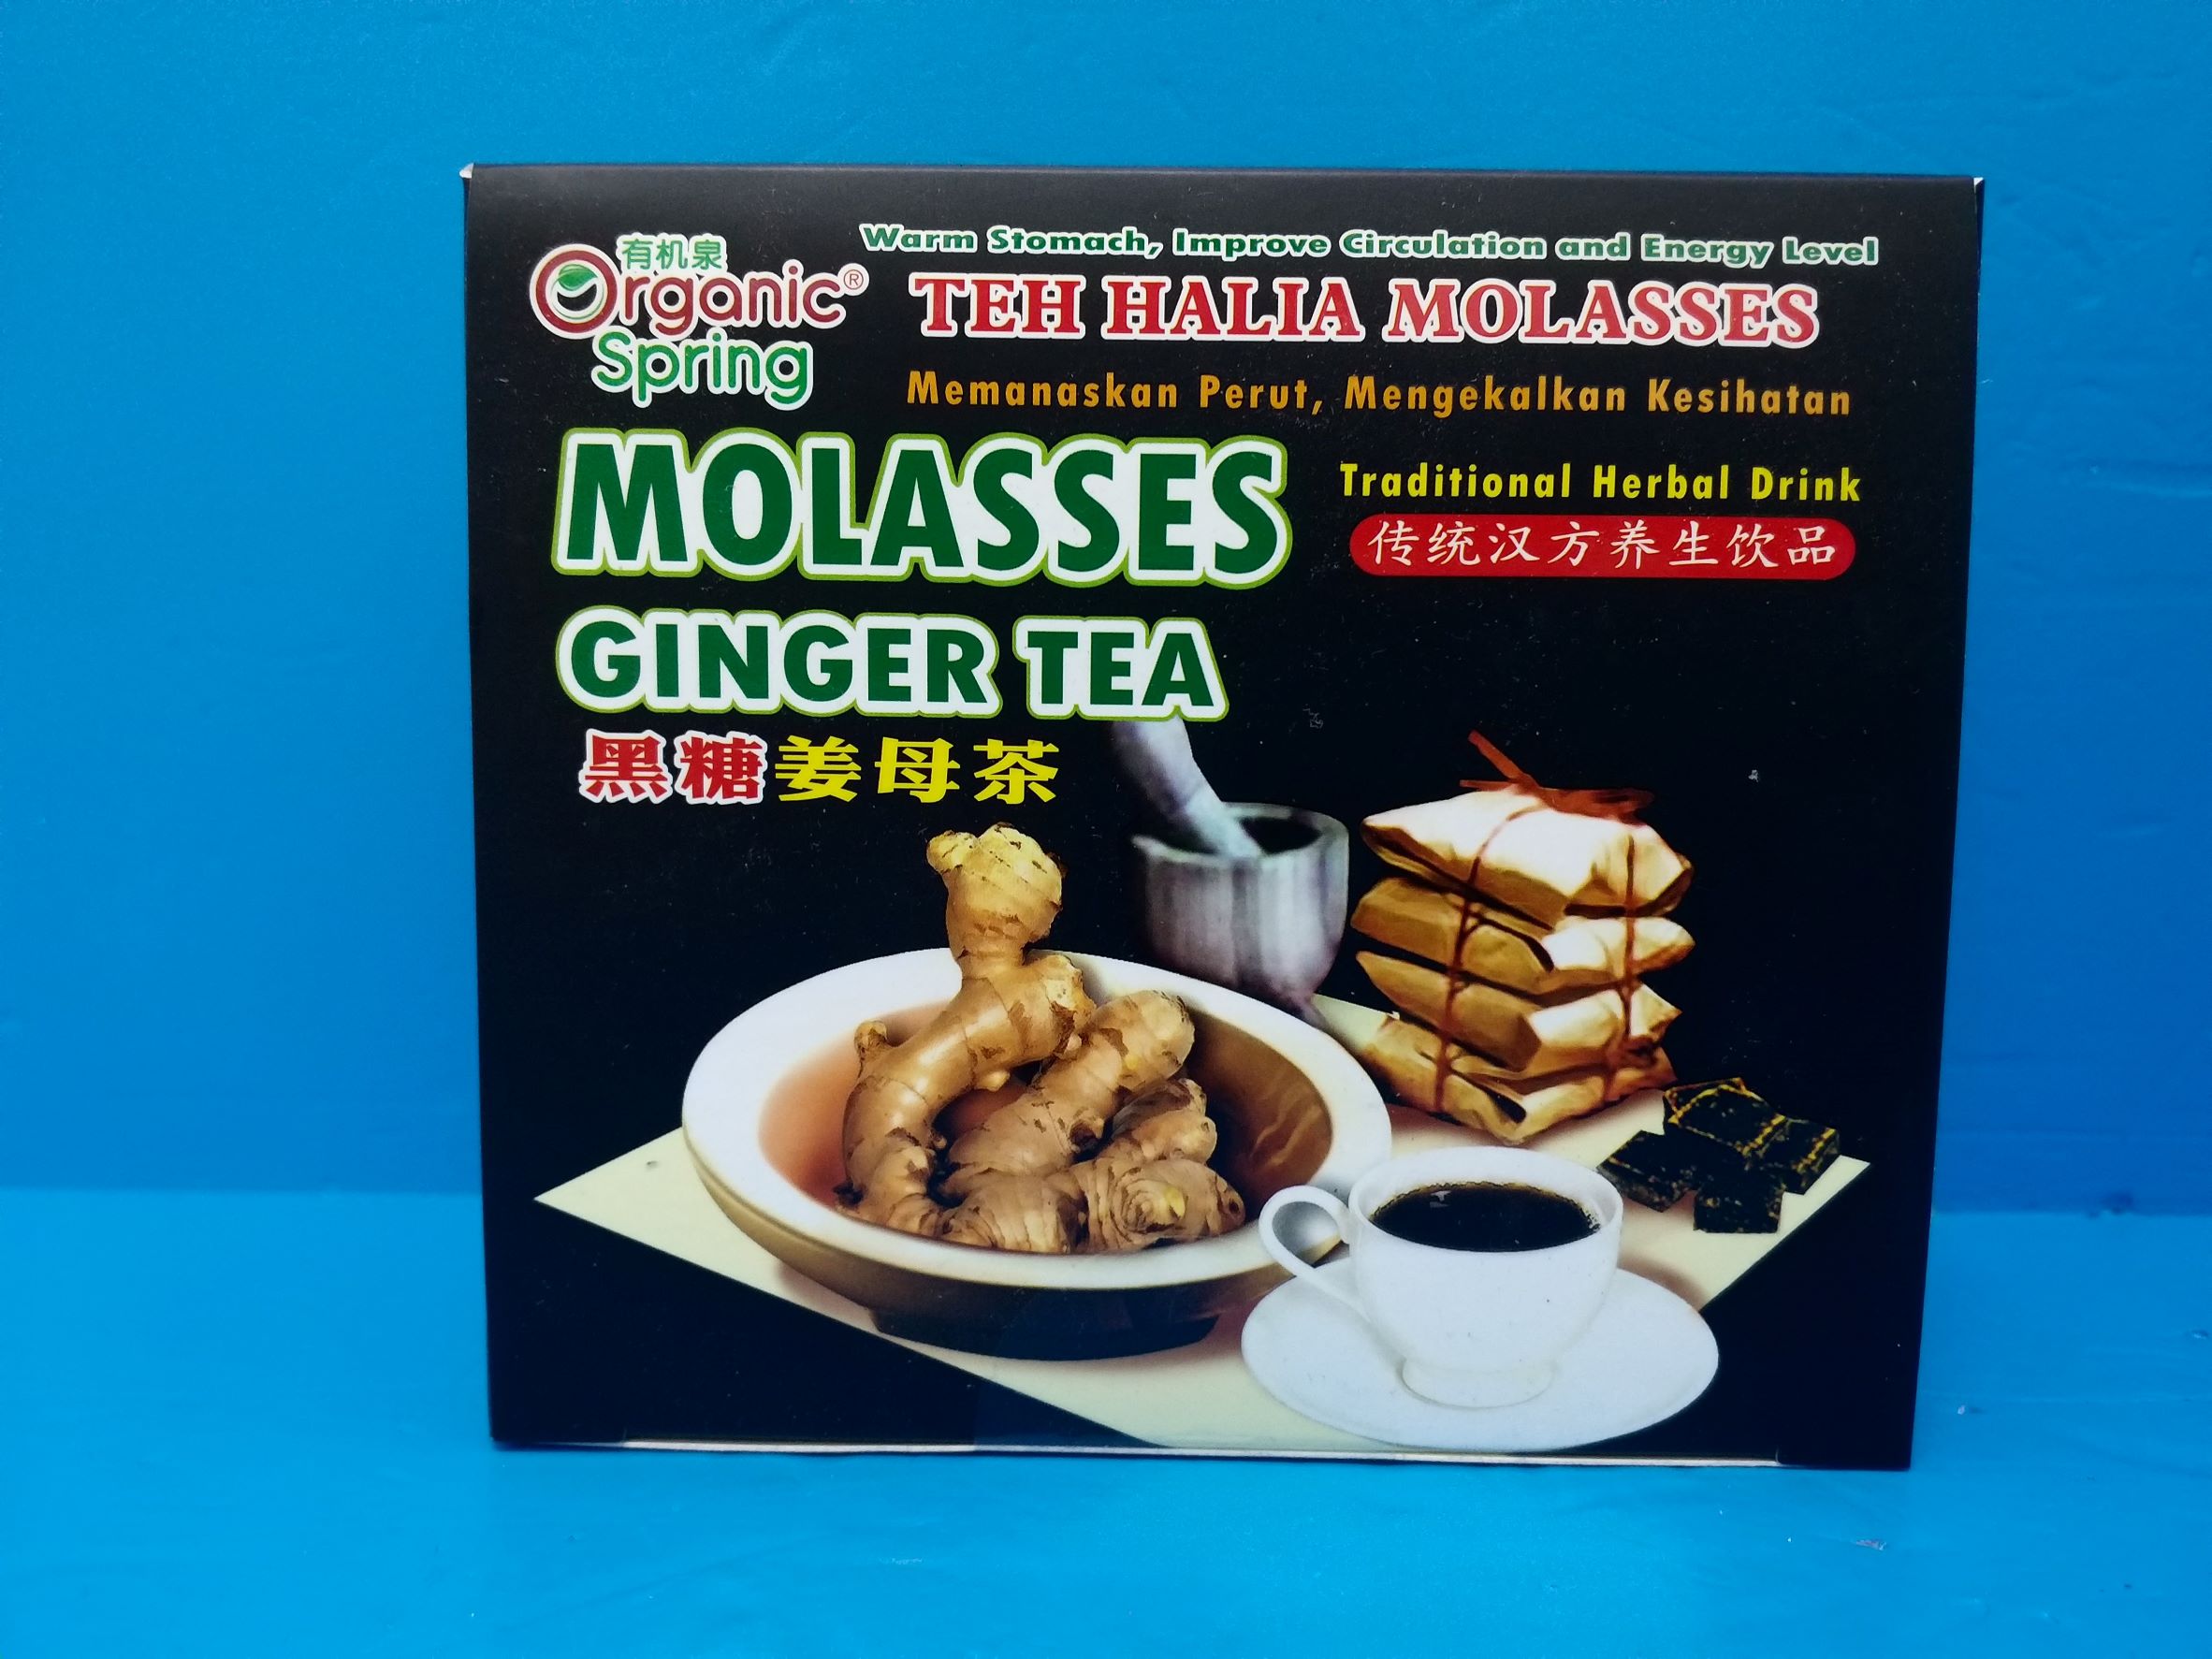 有机泉
Organic®
Spring
Warm Stomach, Improve Circulation and Energy Level
TEH HALIA MOLASSES
Memanaskan Perut, Mengekalkan Kesihatan
MOLASSES
Traditional Herbal Drink
传统汉方养生饮品
GINGER TEA
黑糖姜母茶